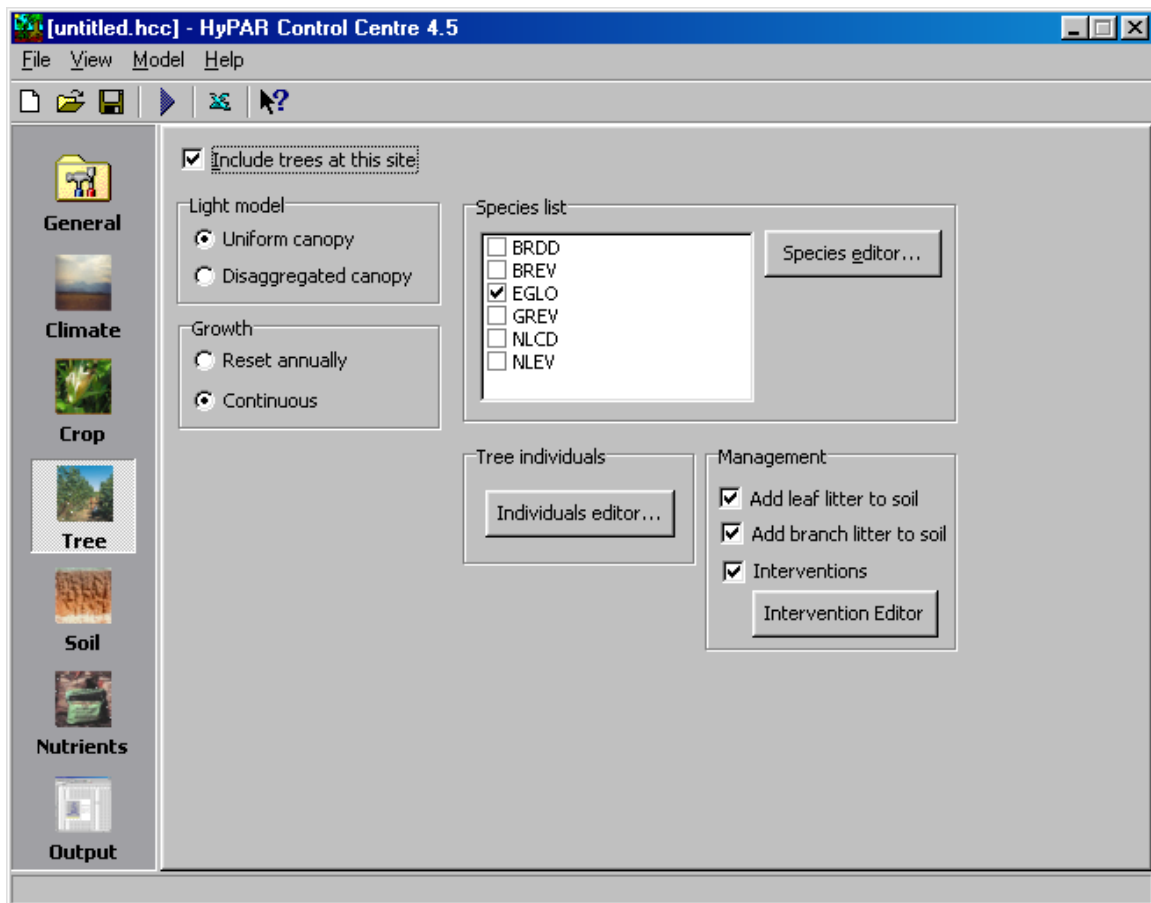 [untitled.hcc] - HyPAR Control Centre 4.5
File View Model Help
General
Climate
Crop
Tree
Soil
Nutrients
Output
Include trees at this site
Light model
Uniform canopy
Disaggregated canopy
Growth
Reset annually
Continuous
Species list
BRDD
BREV
EGLO
GREV
NLCD
NLEV
Species editor...
Tree individuals
Individuals editor...
Management
Add leaf litter to soil
Add branch litter to soil
Interventions
Intervention Editor